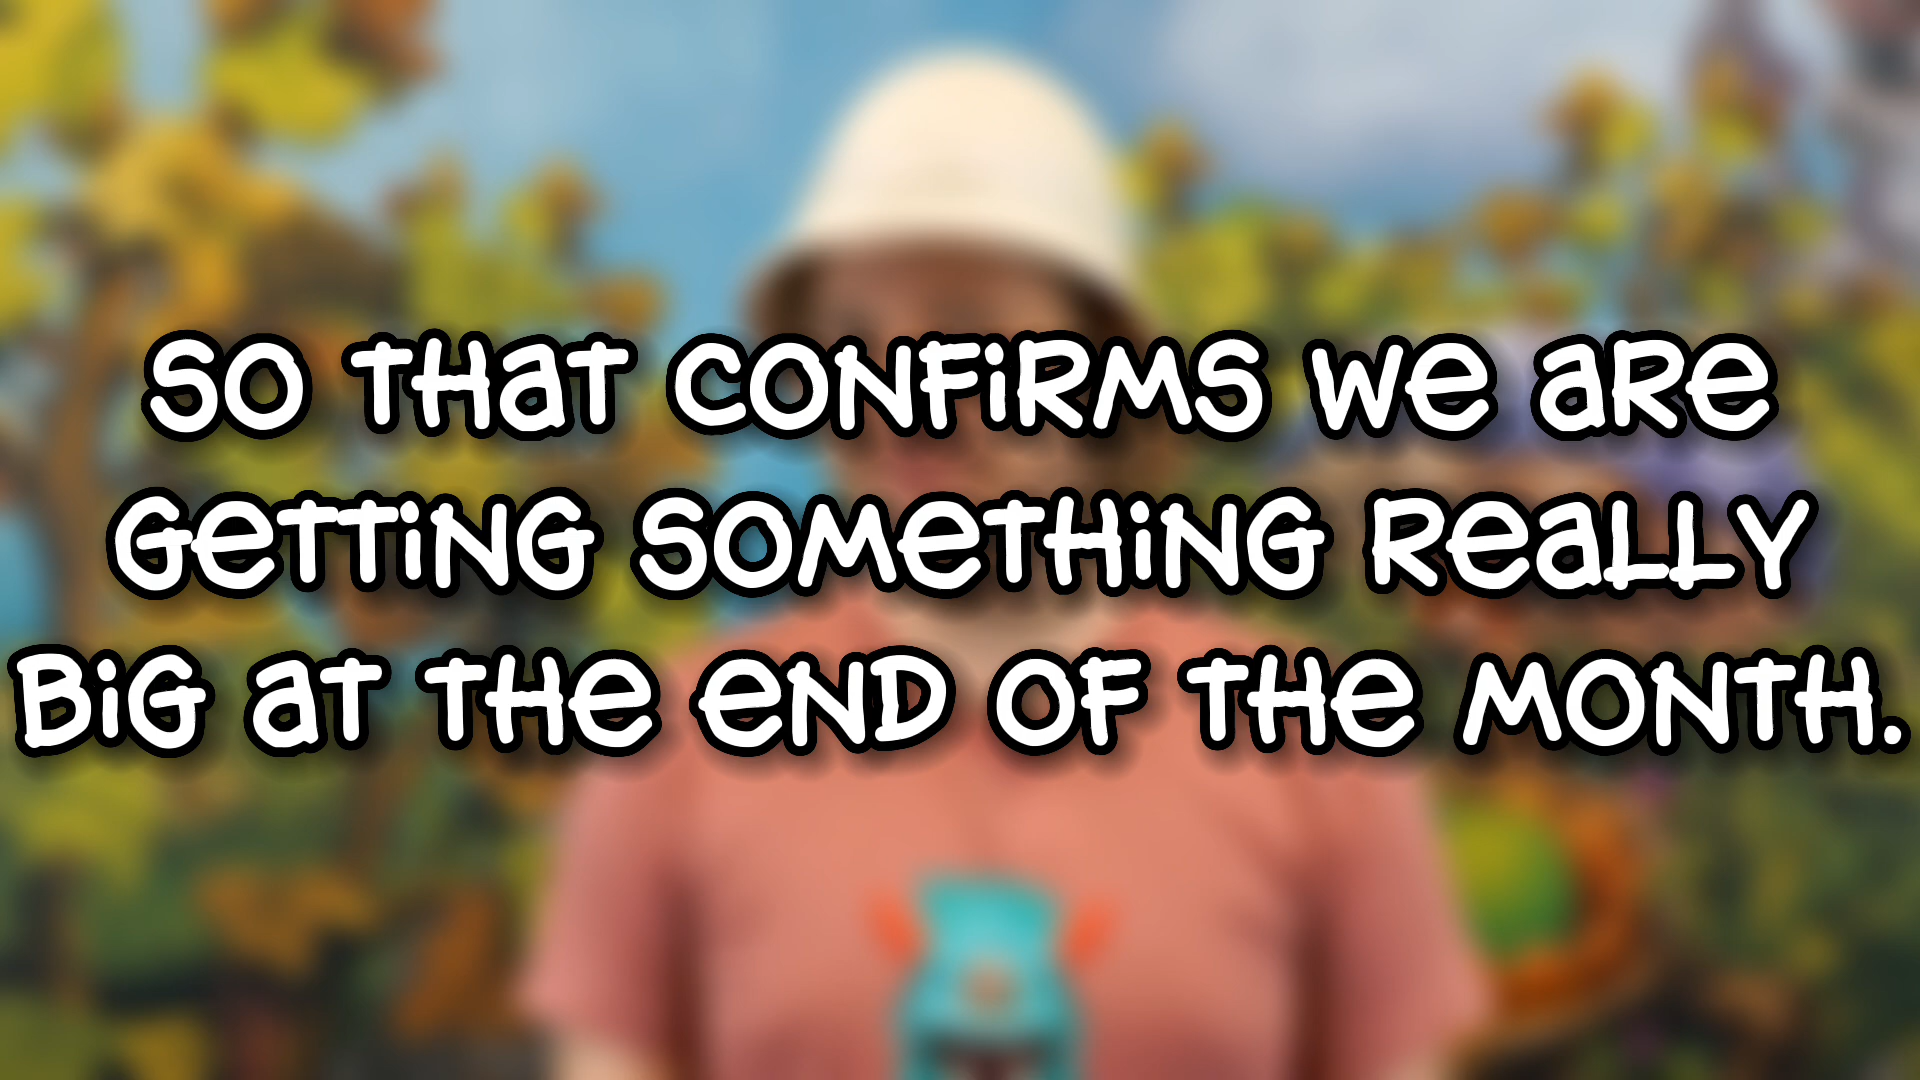 SO THAT CONFIRMS WE ARE
GETTING SOMETHING REALLY
BIG AT THE END OF THE MONTH.